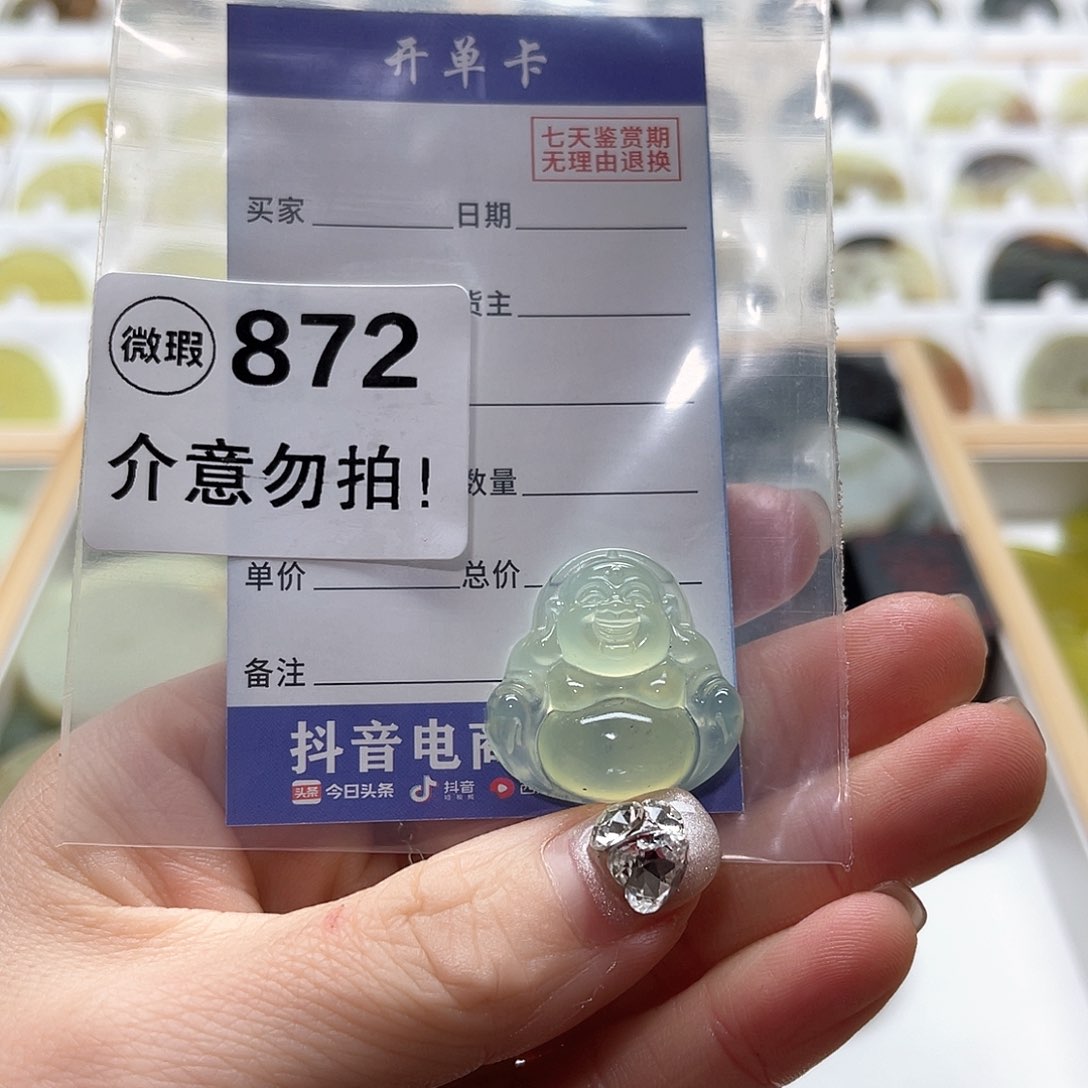 开单卡
七天鉴赏期
无理由退换
买家 日期
微瑕 872
货主
介意勿拍!
数量
单价 总价
备注
抖音电商
头条 今日头条 抖音